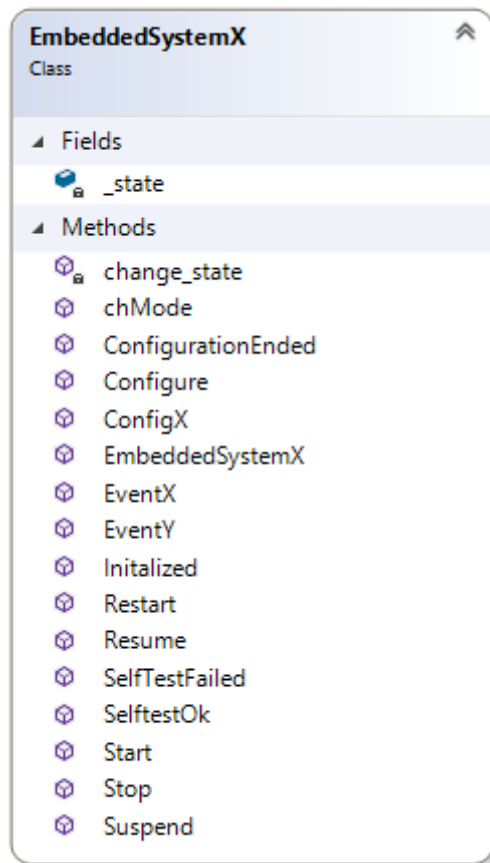 EmbeddedSystemX
Class
Fields
_state
Methods
change_state
chMode
ConfigurationEnded
Configure
ConfigX
EmbeddedSystemX
EventX
EventY
Initalized
Restart
Resume
SelfTestFailed
SelftestOk
Start
Stop
Suspend